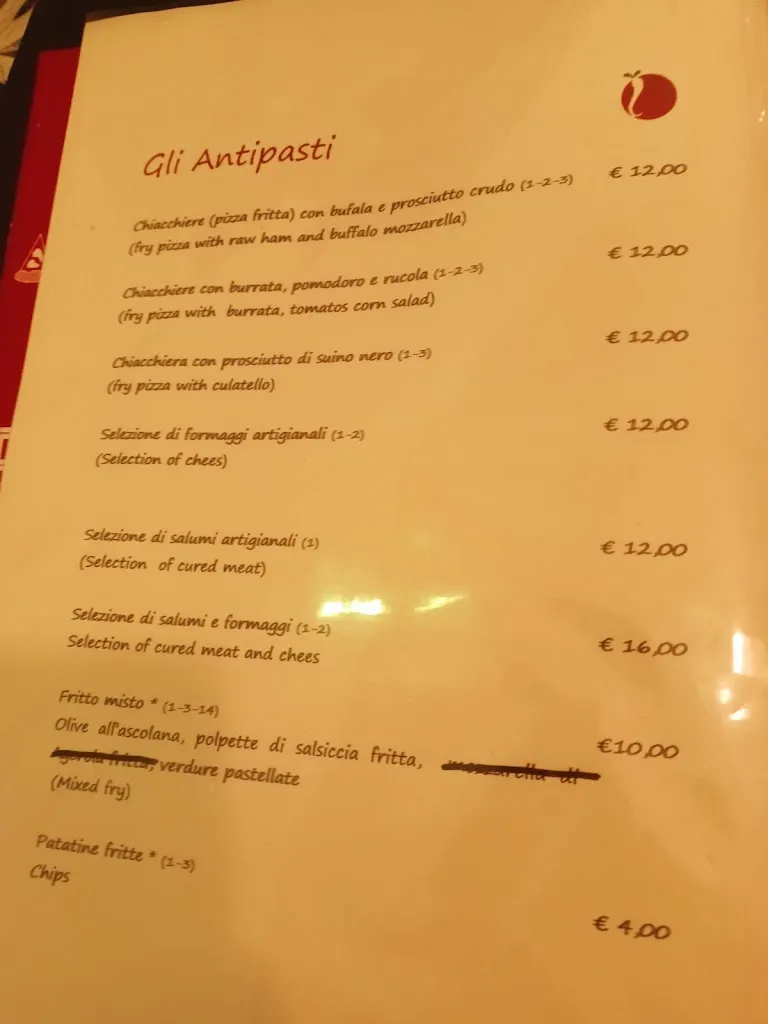 Gli Antipasti
Chiacchiere (pizza fritta) con bufala e prosciutto crudo (1-2-3) € 12,00
(fry pizza with raw ham and buffalo mozzarella)
Chiacchiere con burrata, pomodoro e rucola (1-2-3) € 12,00
(fry pizza with burrata, tomatos corn salad)
Chiacchiera con prosciutto di suino nero (1-3) € 12,00
(fry pizza with culatello)
Selezione di formaggi artigianali (1-2) € 12,00
(Selection of chees)
Selezione di salumi artigianali (1) € 12,00
(Selection of cured meat)
Selezione di salumi e formaggi (1-2) € 16,00
Selection of cured meat and chees
Fritto misto * (1-3-14) €10,00
Olive all'ascolana, polpette di salsiccia fritta, mozzarella di
fritta, verdure pastellate
(Mixed fry)
Patatine fritte * (1-3)
Chips
€ 4,00